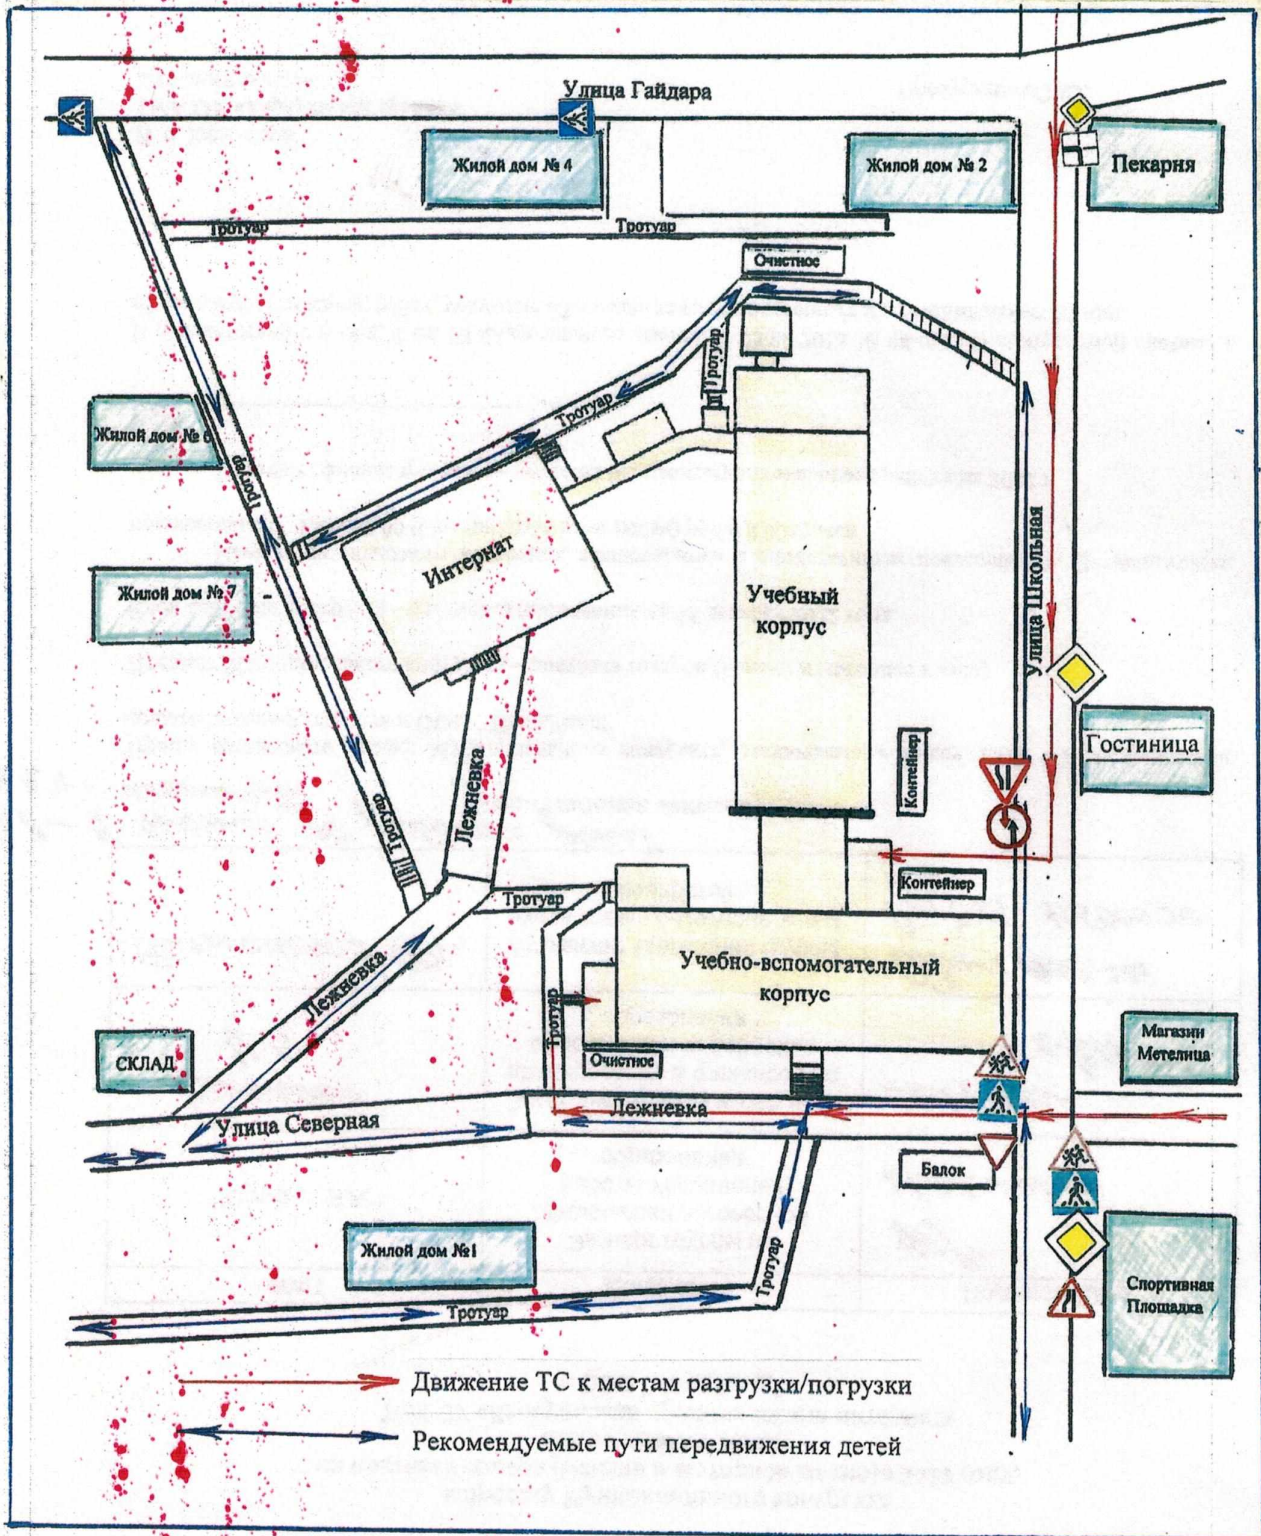 Улица Гайдара
Жилой дом № 4
Жилой дом № 2
Пекарня
Тротуар
Тротуар
Очистное
Тротуар
Тротуар
Жилой дом № 6
Тротуар
Интернат
Жилой дом № 7
Учебный
корпус
Улица Школьная
Гостиница
Контейнер
Лежневка
Тротуар
Контейнер
Тротуар
Учебно-вспомогательный
корпус
Лежневка
Тротуар
СКЛАД
Очистное
Магазин
Метелица
Лежневка
Улица Северная
Балок
Жилой дом №1
Тротуар
Тротуар
Спортивная
Площадка
Движение ТС к местам разгрузки/погрузки
Рекомендуемые пути передвижения детей